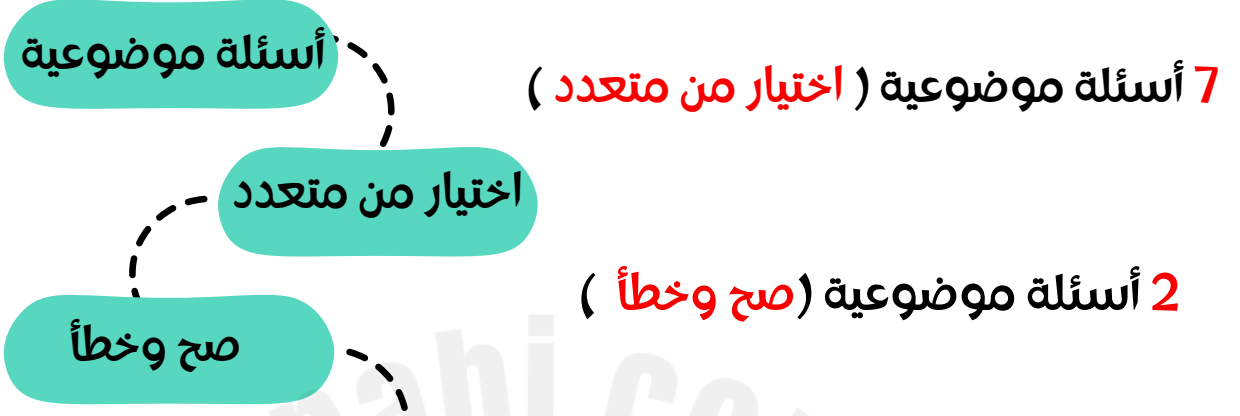 أسئلة موضوعية
7 أسئلة موضوعية ( اختيار من متعدد )
اختيار من متعدد
2 أسئلة موضوعية (صح وخطأ )
صح وخطأ